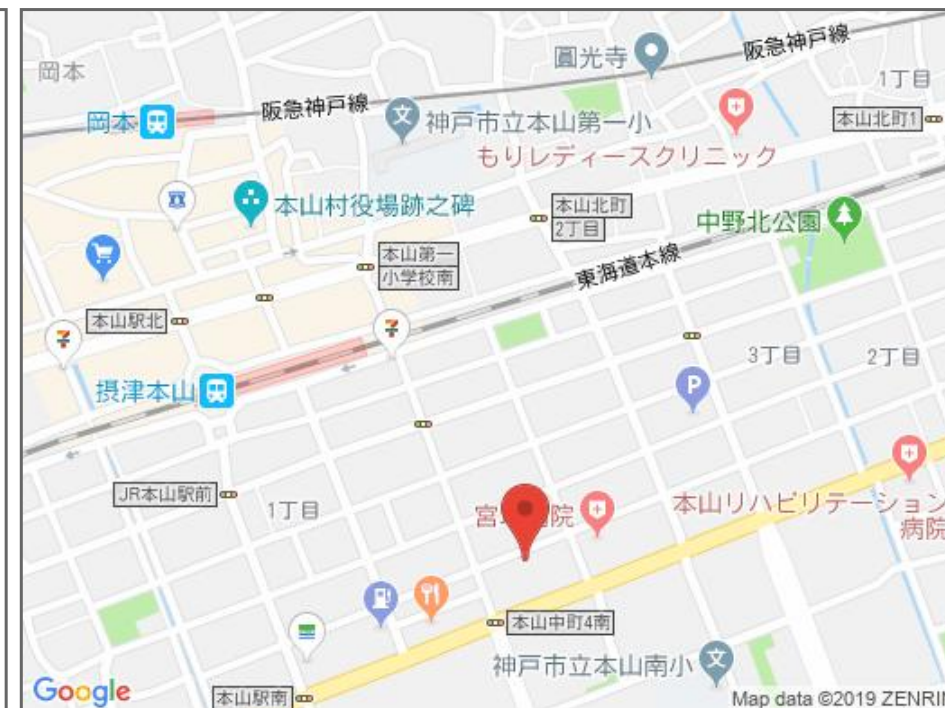 岡本
圓光寺
阪急神戸線
1丁目
岡本
阪急神戸線
神戸市立本山第一小
本山北町1
もりレディースクリニック
本山村役場跡之碑
本山北町
2丁目
中野北公園
本山第一
小学校南
東海道本線
本山駅北
3丁目
2丁目
摂津本山
P
JR本山駅前
1丁目
院
本山リハビリテーション
病院
本山中町4南
神戸市立本山南小
文
文
7
7
本山駅南
Google
Map data ©2019 ZENRIN